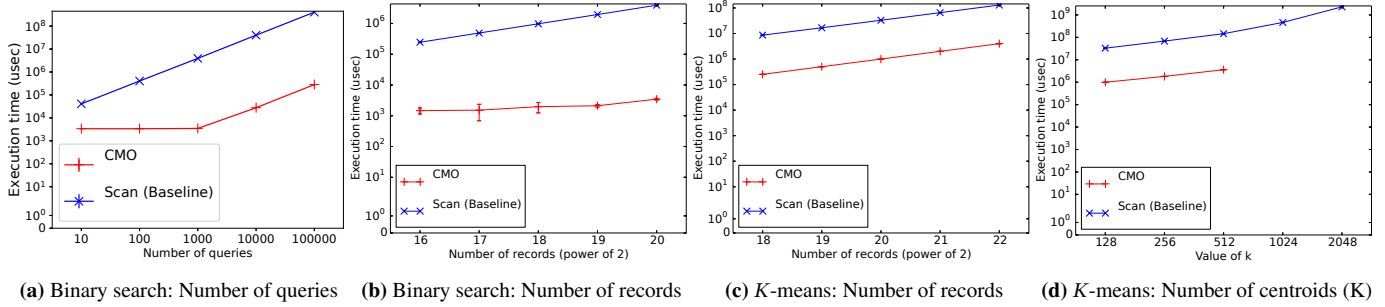 Execution time (usec)
10^8
10^7
10^6
10^5
10^4
10^3
10^2
10^1
10^0
0
CMO
Scan (Baseline)
10 100 1000 10000 100000
Number of queries
(a) Binary search: Number of queries
Execution time (usec)
10^6
10^5
10^4
10^3
10^2
10^1
10^0
0
CMO
Scan (Baseline)
16 17 18 19 20
Number of records (power of 2)
(b) Binary search: Number of records
Execution time (usec)
10^8
10^7
10^6
10^5
10^4
10^3
10^2
10^1
10^0
0
CMO
Scan (Baseline)
18 19 20 21 22
Number of records (power of 2)
(c) K-means: Number of records
Execution time (usec)
10^9
10^8
10^7
10^6
10^5
10^4
10^3
10^2
10^1
10^0
0
CMO
Scan (Baseline)
128 256 512 1024 2048
Value of k
(d) K-means: Number of centroids (K)